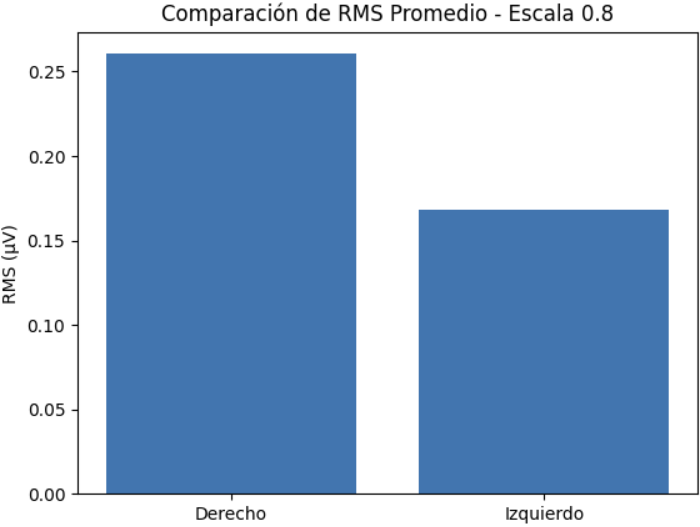 Comparación de RMS Promedio - Escala 0.8
RMS (μV)
0.25
0.20
0.15
0.10
0.05
0.00
Derecho
Izquierdo